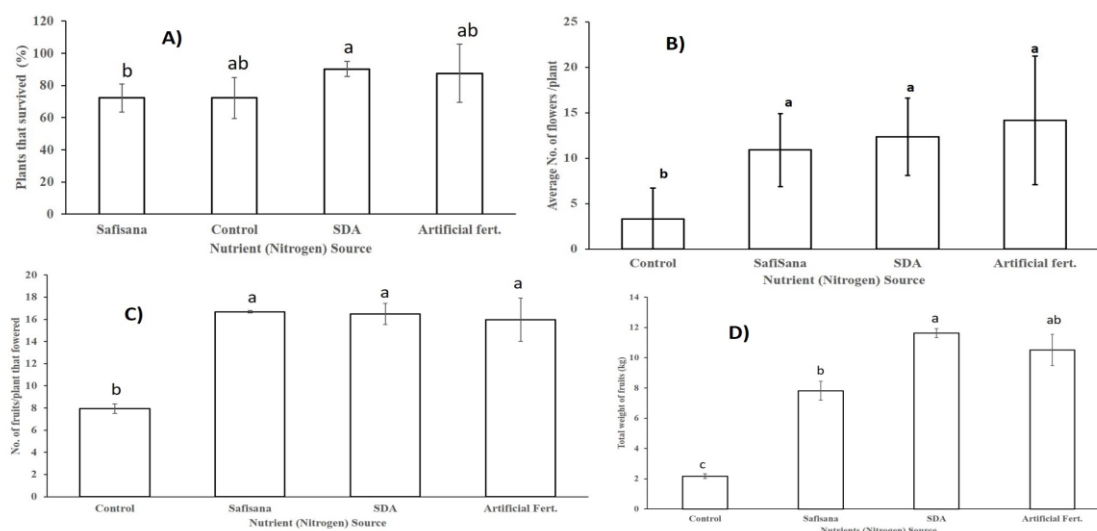 A)
Plants that survived (%)
120
100
80
60
40
20
0
b
ab
a
ab
Safisana Control SDA Artificial fert.
Nutrient (Nitrogen) Source
B)
Average No. of flowers /plant
25
20
15
10
5
0
b
a
a
a
Control SafiSana SDA Artificial fert.
Nutrient (Nitrogen) Source
C)
No. of fruits/plant that fowered
20
18
16
14
12
10
8
6
4
2
0
b
a
a
a
Control Safisana SDA Artificial Fert.
Nutrient (Nitrogen) Source
D)
Total weight of fruits (kg)
14
12
10
8
6
4
2
0
c
b
a
ab
Control Safisana SDA Artificial Fert.
Nutrients (Nitrogen) Source